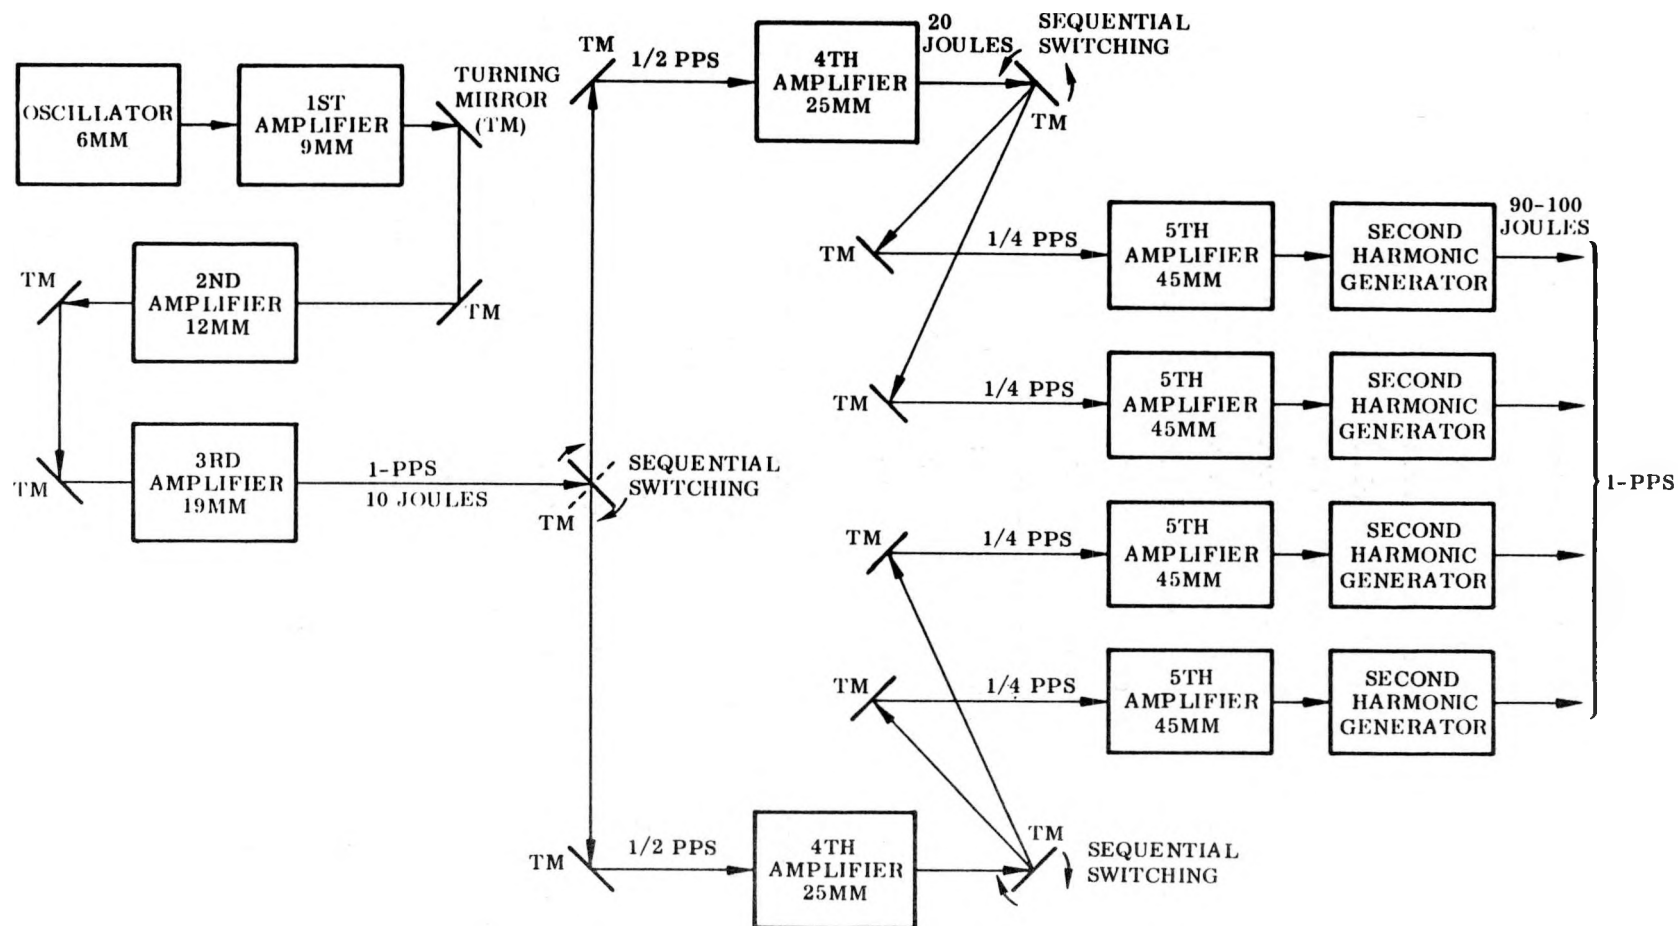 OSCILLATOR
6MM
1ST
AMPLIFIER
9MM
TURNING
MIRROR
(TM)
TM
2ND
AMPLIFIER
12MM
TM
TM
3RD
AMPLIFIER
19MM
1-PPS
10 JOULES
TM
SEQUENTIAL
SWITCHING
TM
1/2 PPS
4TH
AMPLIFIER
25MM
20
JOULES
SEQUENTIAL
SWITCHING
TM
TM
1/4 PPS
5TH
AMPLIFIER
45MM
SECOND
HARMONIC
GENERATOR
90-100
JOULES
TM
1/4 PPS
5TH
AMPLIFIER
45MM
SECOND
HARMONIC
GENERATOR
1-PPS
TM
1/4 PPS
5TH
AMPLIFIER
45MM
SECOND
HARMONIC
GENERATOR
TM
1/4 PPS
5TH
AMPLIFIER
45MM
SECOND
HARMONIC
GENERATOR
TM
1/2 PPS
4TH
AMPLIFIER
25MM
TM
SEQUENTIAL
SWITCHING